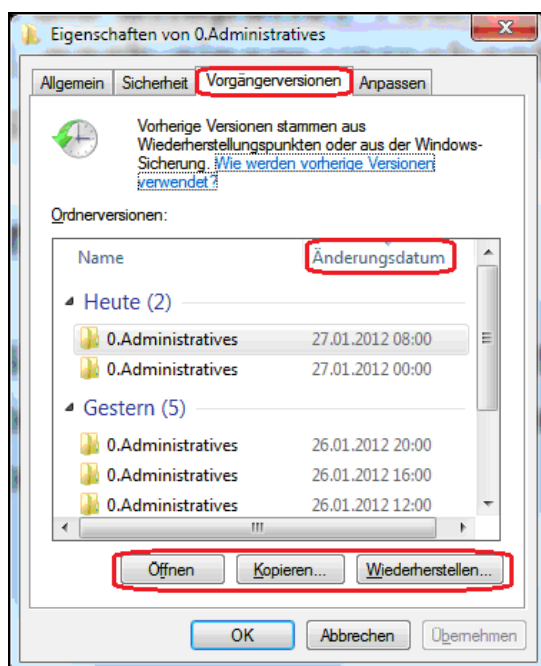 Eigenschaften von 0.Administratives
Allgemein Sicherheit Vorgängerversionen Anpassen
Vorherige Versionen stammen aus
Wiederherstellungspunkten oder aus der Windows-
Sicherung. Wie werden vorherige Versionen
verwendet?
Ordnerversionen:
Name Änderungsdatum
Heute (2)
0.Administratives 27.01.2012 08:00
0.Administratives 27.01.2012 00:00
Gestern (5)
0.Administratives 26.01.2012 20:00
0.Administratives 26.01.2012 16:00
0.Administratives 26.01.2012 12:00
Öffnen Kopieren... Wiederherstellen...
OK Abbrechen Übernehmen